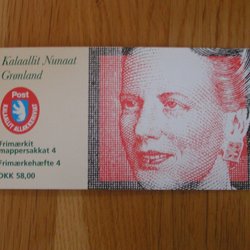 Kalaallit Nunaat
Grønland
Post
KALAALLIT ALLAKKERIVIAT
Frimærkit
mappersakkat 4
Frimærkehæfte 4
DKK 58,00